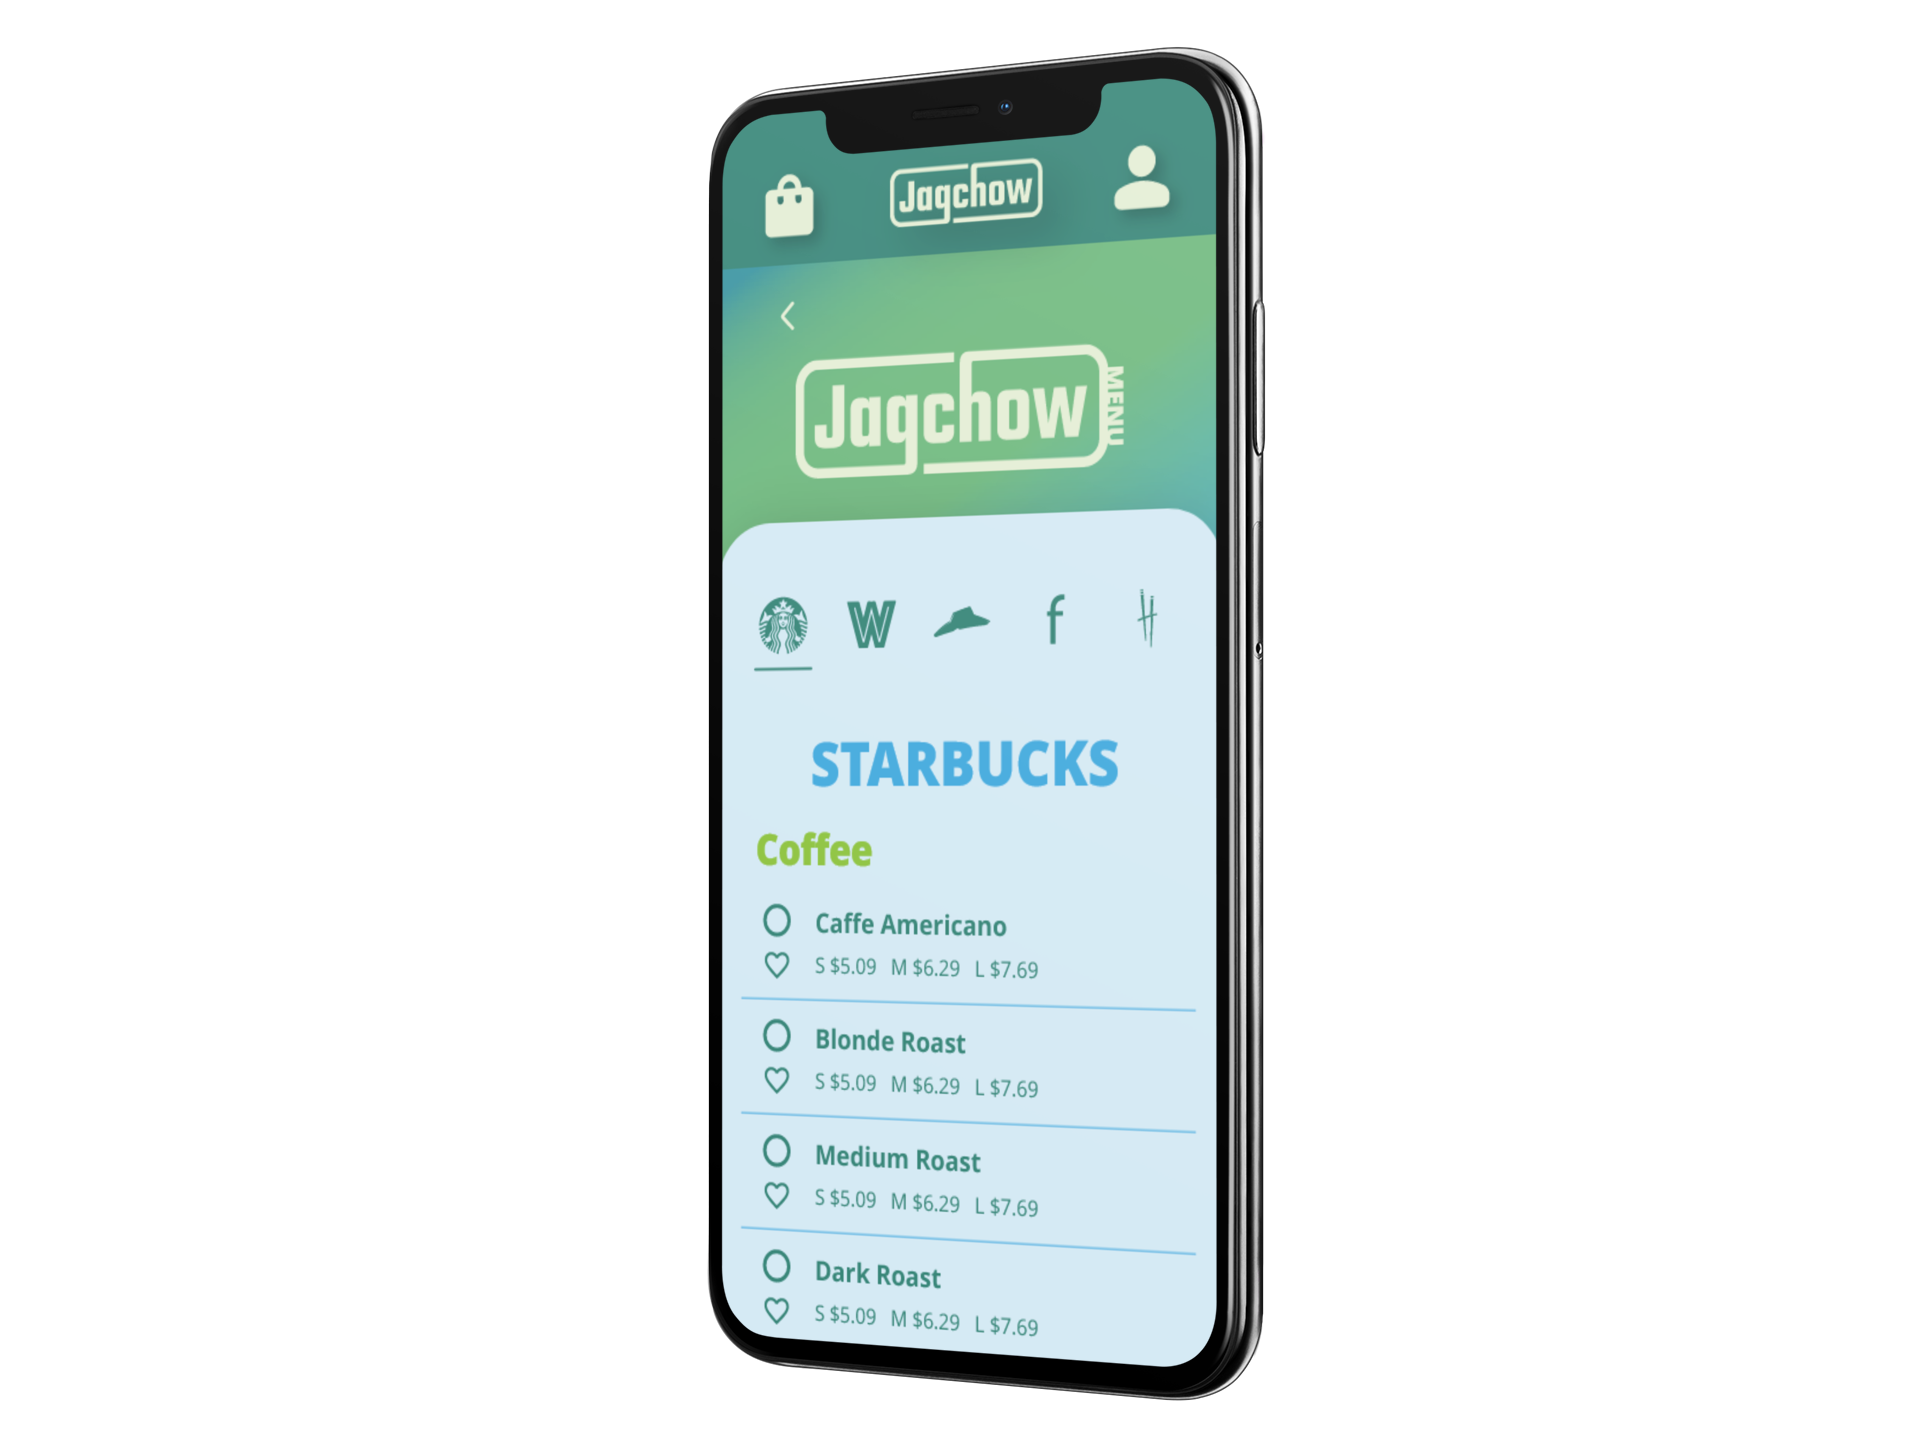 Jagchow
Jagchow MENU
W
f
STARBUCKS
Coffee
Caffe Americano
S $5.09 M $6.29 L $7.69
Blonde Roast
S $5.09 M $6.29 L $7.69
Medium Roast
S $5.09 M $6.29 L $7.69
Dark Roast
S $5.09 M $6.29 L $7.69